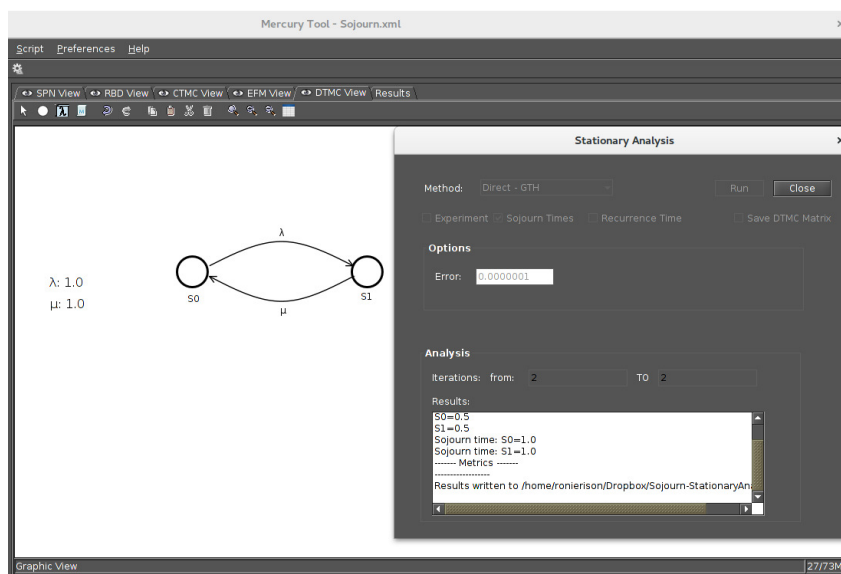 Mercury Tool - Sojourn.xml
Script Preferences Help
SPN View RBD View CTMC View EFM View DTMC View Results
λ
Stationary Analysis
Method: Direct - GTH Run Close
Experiment Sojourn Times Recurrence Time Save DTMC Matrix
Options
Error: 0.0000001
λ
S0 S1
λ: 1.0
μ: 1.0
μ
Analysis
Iterations: from: 2 TO 2
Results:
S0=0.5
S1=0.5
Sojourn time: S0=1.0
Sojourn time: S1=1.0
------- Metrics -------
-----------------
Results written to /home/ronierison/Dropbox/Sojourn-StationaryAn
Graphic View 27/73M